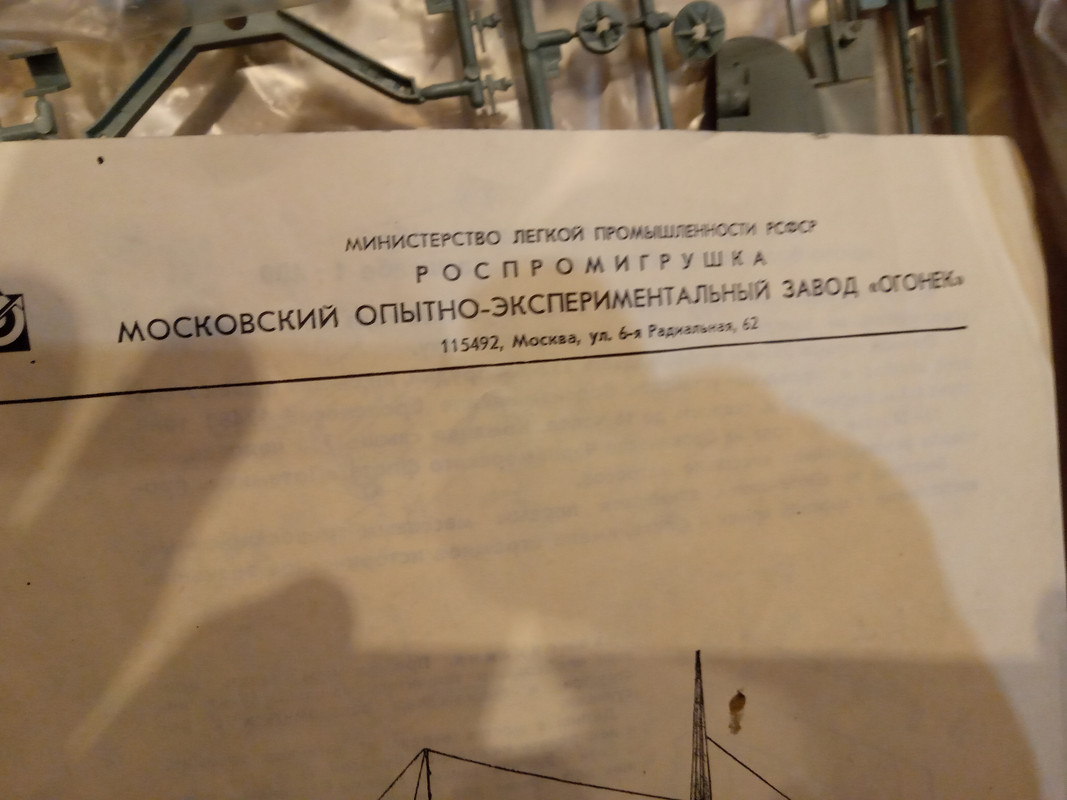 МИНИСТЕРСТВО ЛЕГКОЙ ПРОМЫШЛЕННОСТИ РСФСР
РОСПРОМИГРУШКА
МОСКОВСКИЙ ОПЫТНО-ЭКСПЕРИМЕНТАЛЬНЫЙ ЗАВОД «ОГОНЕК»
115492, Москва, ул. 6-я Радиальная, 62